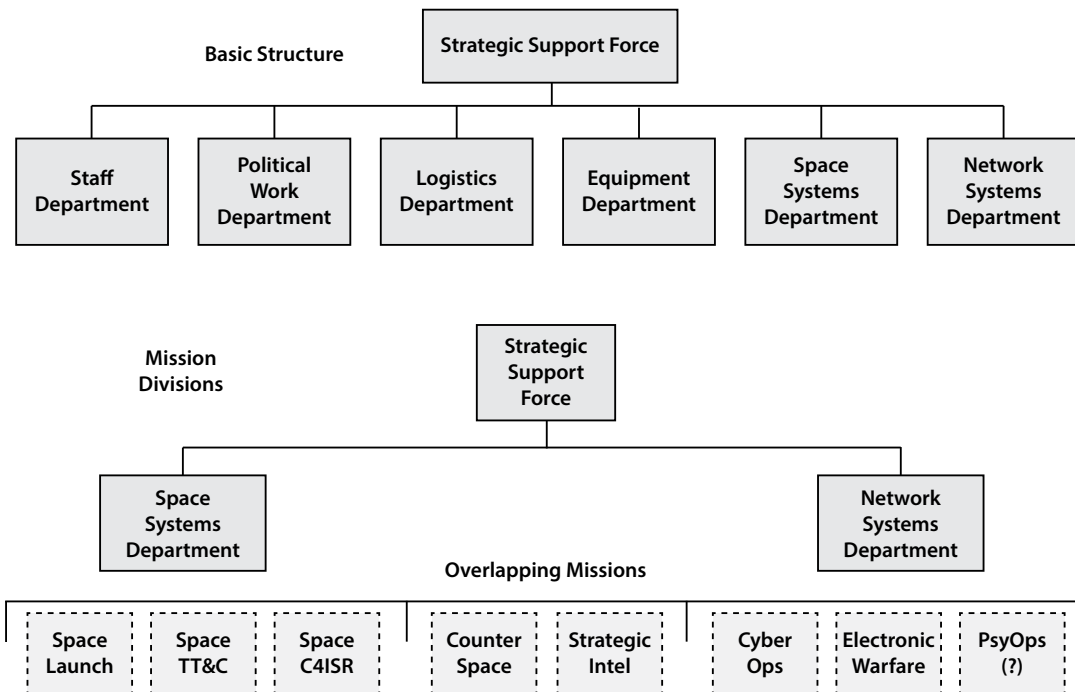 Basic Structure
Strategic Support Force
Staff
Department
Political
Work
Department
Logistics
Department
Equipment
Department
Space
Systems
Department
Network
Systems
Department
Mission
Divisions
Strategic
Support
Force
Space
Systems
Department
Network
Systems
Department
Overlapping Missions
Space
Launch
Space
TT&C
Space
C4ISR
Counter
Space
Strategic
Intel
Cyber
Ops
Electronic
Warfare
PsyOps
(?)